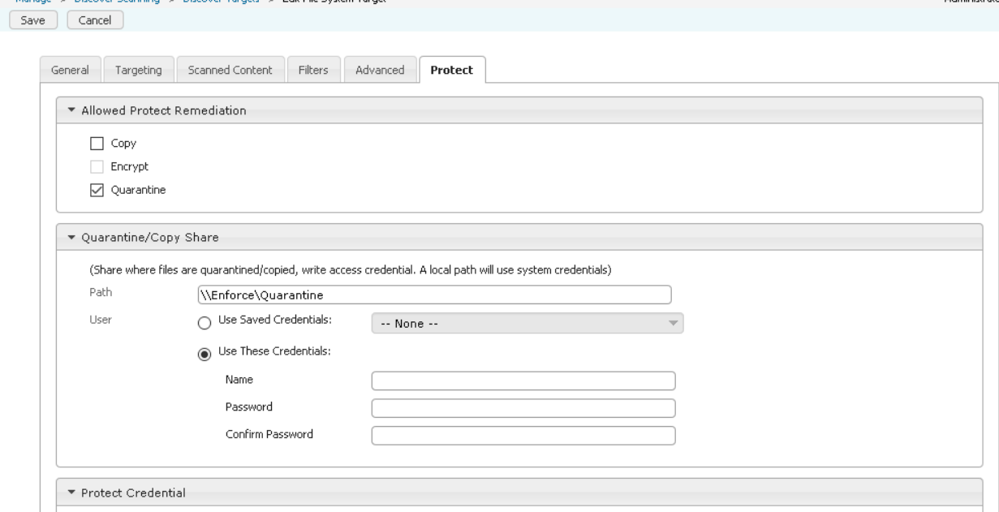 Manage > Discover Scanning > Discover Targets > Edit File System Target
Save Cancel
General Targeting Scanned Content Filters Advanced Protect
Allowed Protect Remediation
Copy
Encrypt
Quarantine
Quarantine/Copy Share
(Share where files are quarantined/copied, write access credential. A local path will use system credentials)
Path \\Enforce\Quarantine
User Use Saved Credentials: -- None --
Use These Credentials:
Name
Password
Confirm Password
Protect Credential